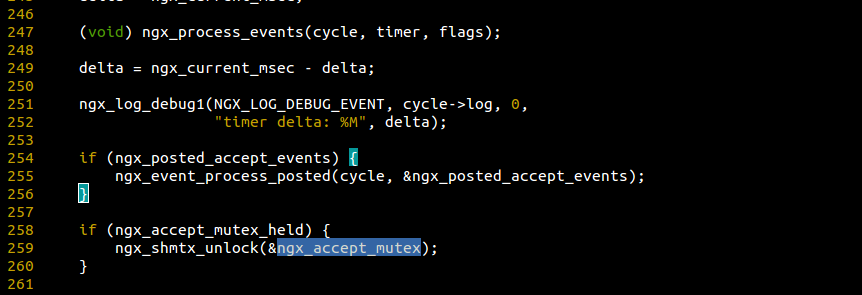 246
247     (void) ngx_process_events(cycle, timer, flags);
248
249     delta = ngx_current_msec - delta;
250
251     ngx_log_debug1(NGX_LOG_DEBUG_EVENT, cycle->log, 0,
252                    "timer delta: %M", delta);
253
254     if (ngx_posted_accept_events) {
255         ngx_event_process_posted(cycle, &ngx_posted_accept_events);
256     }
257
258     if (ngx_accept_mutex_held) {
259         ngx_shmtx_unlock(&ngx_accept_mutex);
260     }
261